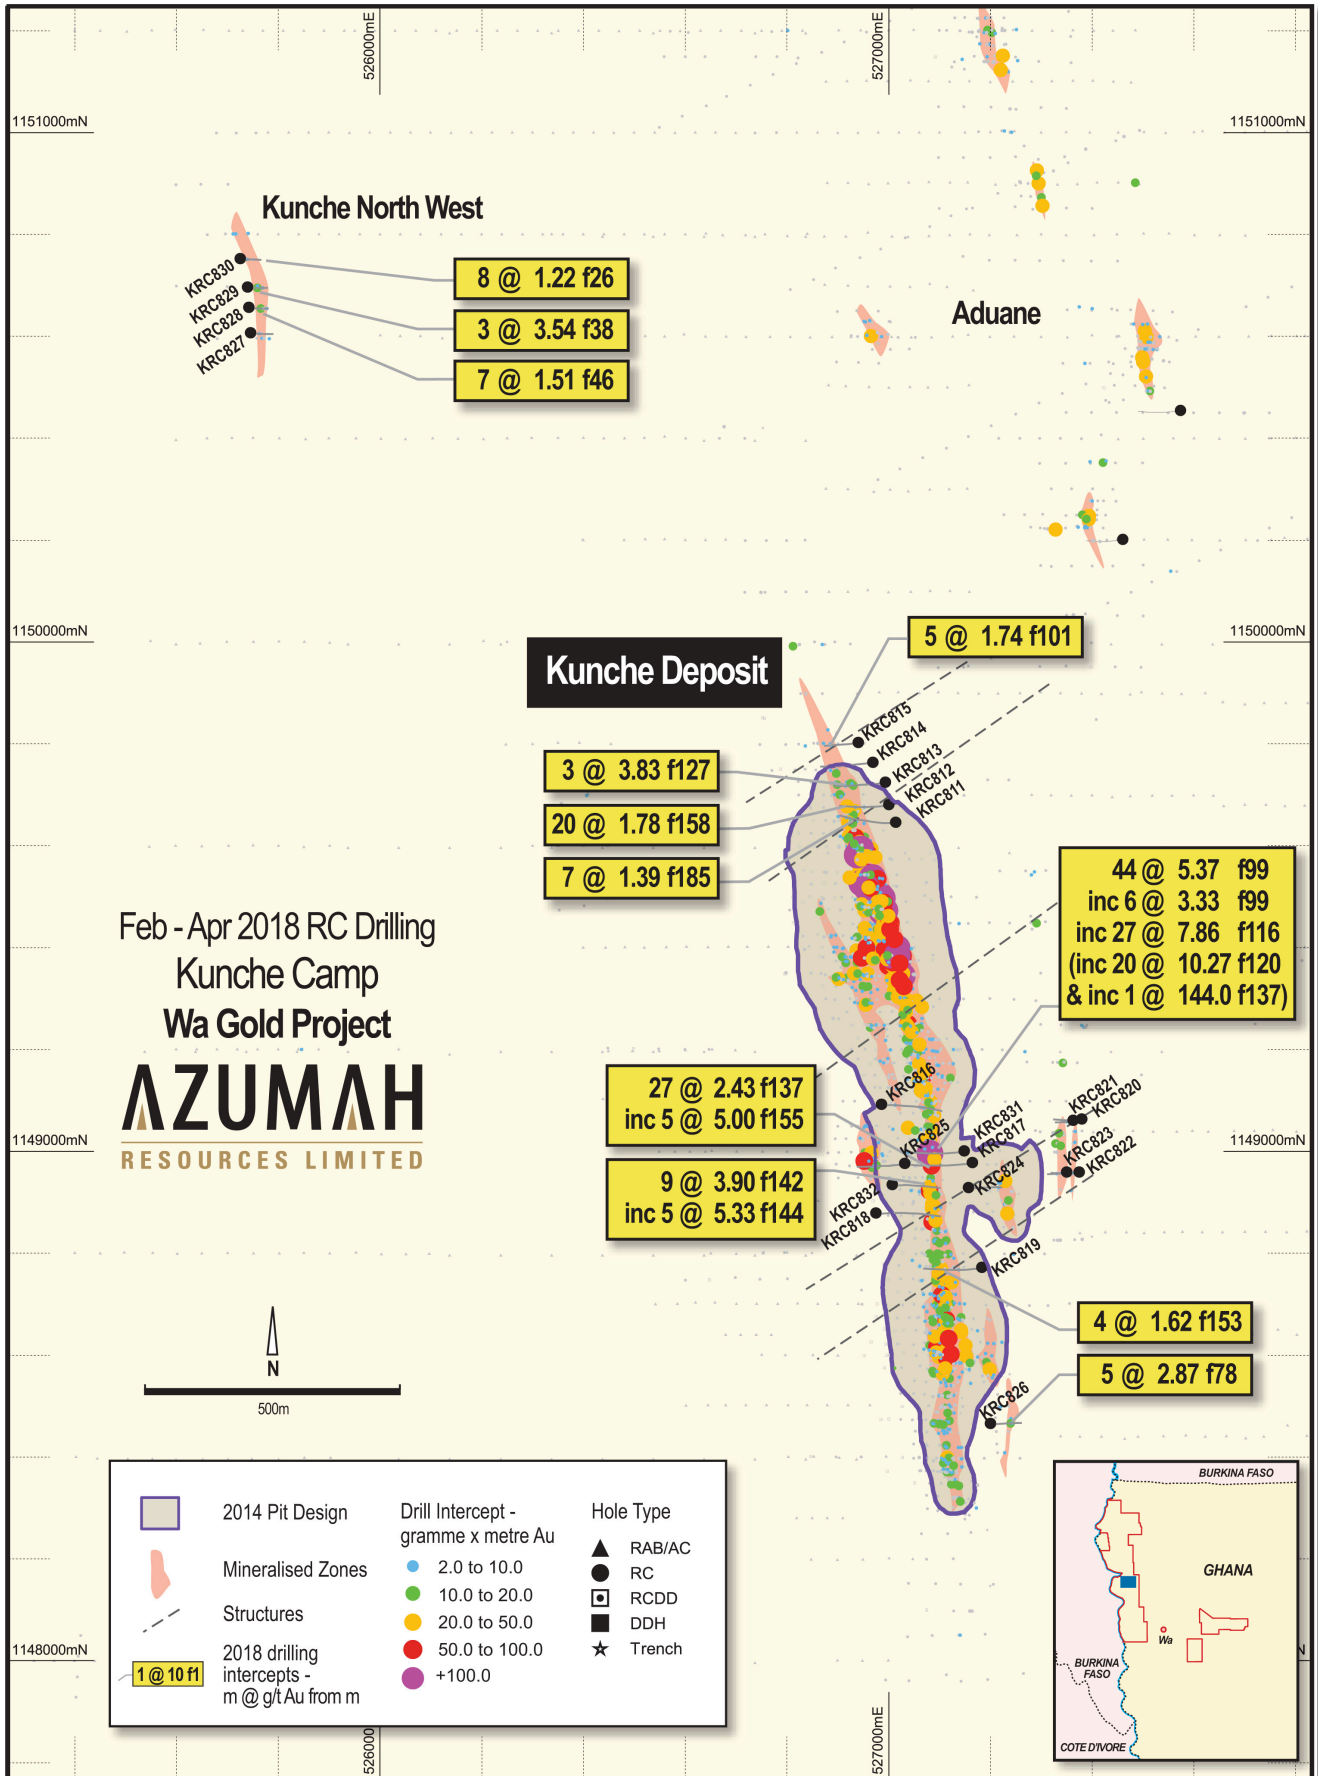 526000mE
527000mE
1151000mN
1151000mN
Kunche North West
KRC830
KRC829
KRC828
KRC827
8 @ 1.22 f26
3 @ 3.54 f38
7 @ 1.51 f46
Aduane
1150000mN
1150000mN
5 @ 1.74 f101
Kunche Deposit
KRC815
KRC814
KRC813
KRC812
KRC811
3 @ 3.83 f127
20 @ 1.78 f158
7 @ 1.39 f185
44 @ 5.37 f99
inc 6 @ 3.33 f99
inc 27 @ 7.86 f116
(inc 20 @ 10.27 f120
& inc 1 @ 144.0 f137)
Feb - Apr 2018 RC Drilling
Kunche Camp
Wa Gold Project
AZUMAH
RESOURCES LIMITED
27 @ 2.43 f137
inc 5 @ 5.00 f155
9 @ 3.90 f142
inc 5 @ 5.33 f144
KRC816
KRC825
KRC831
KRC817
KRC824
KRC832
KRC818
KRC821
KRC820
KRC823
KRC822
KRC819
1149000mN
1149000mN
4 @ 1.62 f153
5 @ 2.87 f78
KRC826
N
500m
2014 Pit Design
Mineralised Zones
Structures
1 @ 10 f1
2018 drilling
intercepts -
m @ g/t Au from m
Drill Intercept -
gramme x metre Au
2.0 to 10.0
10.0 to 20.0
20.0 to 50.0
50.0 to 100.0
+100.0
Hole Type
RAB/AC
RC
RCDD
DDH
Trench
1148000mN
N
BURKINA FASO
GHANA
Wa
BURKINA
FASO
COTE D'IVORE
526000
527000mE